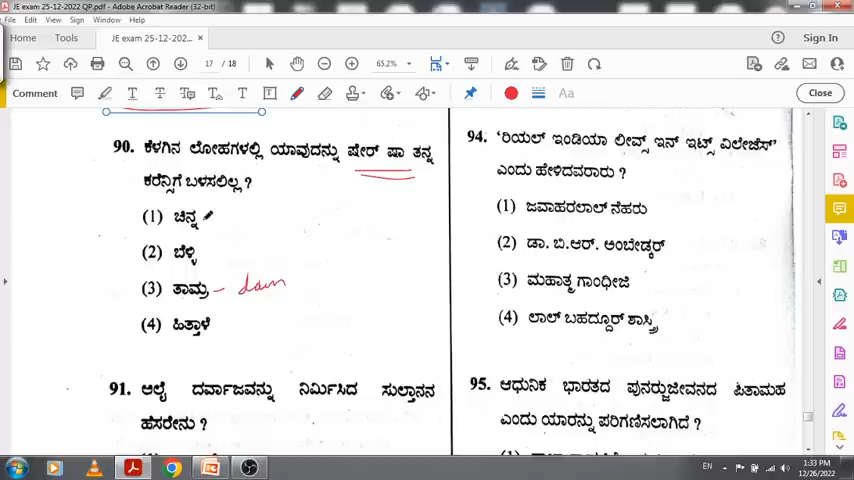 JE exam 25-12-2022 QP.pdf - Adobe Acrobat Reader (32-bit)
File Edit View Sign Window Help
Home Tools JE exam 25-12-202... × Sign In
17 / 18 65.2%
Comment Aa Close
90. ಕೆಳಗಿನ ಲೋಹಗಳಲ್ಲಿ ಯಾವುದನ್ನು ಷೇರ್ ಷಾ ತನ್ನ
ಕರೆನ್ಸಿಗೆ ಬಳಸಲಿಲ್ಲ ?
(1) ಚಿನ್ನ
(2) ಬೆಳ್ಳಿ
(3) ತಾಮ್ರ – dam
(4) ಹಿತ್ತಾಳೆ
91. ಆಲೈ ದರ್ವಾಜವನ್ನು ನಿರ್ಮಿಸಿದ ಸುಲ್ತಾನನ
ಹೆಸರೇನು ?
94. 'ರಿಯಲ್ ಇಂಡಿಯಾ ಲೀವ್ಸ್ ಇನ್ ಇಟ್ಸ್ ವಿಲೇಜೆಸ್'
ಎಂದು ಹೇಳಿದವರಾರು ?
(1) ಜವಾಹರಲಾಲ್ ನೆಹರು
(2) ಡಾ. ಬಿ.ಆರ್. ಅಂಬೇಡ್ಕರ್
(3) ಮಹಾತ್ಮ ಗಾಂಧೀಜಿ
(4) ಲಾಲ್ ಬಹದ್ದೂರ್ ಶಾಸ್ತ್ರಿ
95. ಆಧುನಿಕ ಭಾರತದ ಪುನರುಜ್ಜೀವನದ ಪಿತಾಮಹ
ಎಂದು ಯಾರನ್ನು ಪರಿಗಣಿಸಲಾಗಿದೆ ?
EN 1:33 PM
12/26/2022